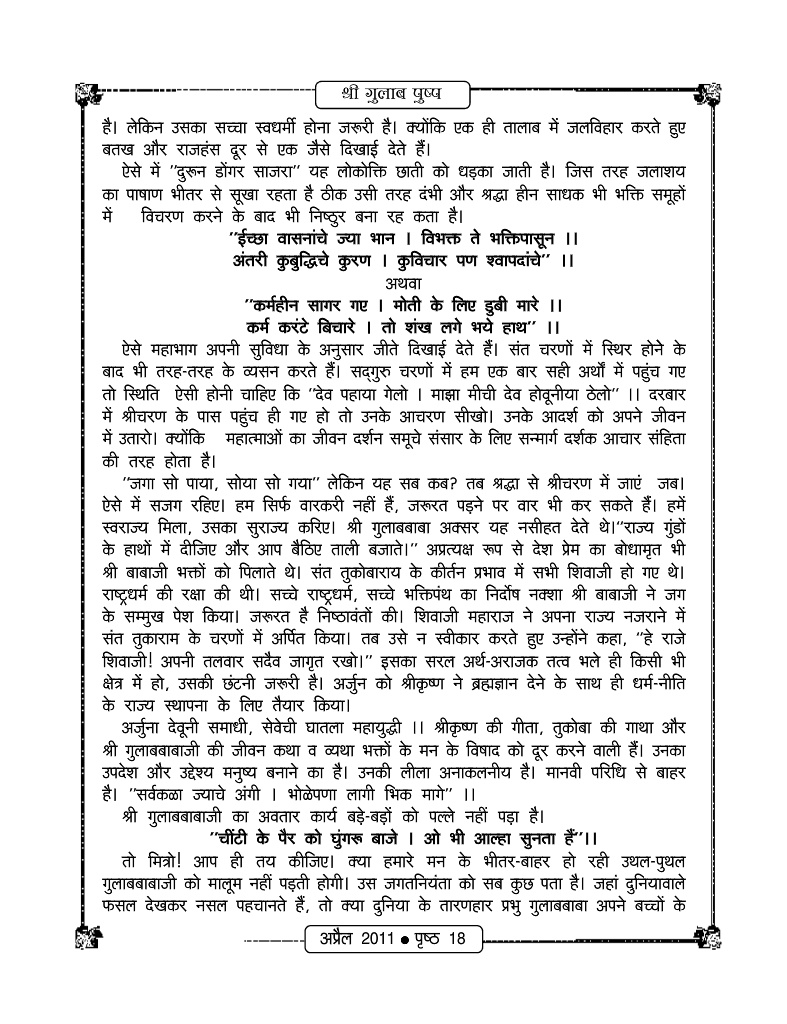 श्री गुलाब पुष्प
है। लेकिन उसका सच्चा स्वधर्मी होना जरूरी है। क्योंकि एक ही तालाब में जलविहार करते हुए
बतख और राजहंस दूर से एक जैसे दिखाई देते हैं।
ऐसे में ''दुरून डोंगर साजरा'' यह लोकोक्ति छाती को धड़का जाती है। जिस तरह जलाशय
का पाषाण भीतर से सूखा रहता है ठीक उसी तरह दंभी और श्रद्धा हीन साधक भी भक्ति समूहों
में विचरण करने के बाद भी निष्ठुर बना रह कता है।
''ईच्छा वासनांचे ज्या भान । विभक्त ते भक्तिपासून ।।
अंतरी कुबुद्धिचे कुरण । कुविचार पण श्वापदांचे'' ।।
अथवा
''कर्महीन सागर गए । मोती के लिए डुबी मारे ।।
कर्म करंटे बिचारे । तो शंख लगे भये हाथ'' ।।
ऐसे महाभाग अपनी सुविधा के अनुसार जीते दिखाई देते हैं। संत चरणों में स्थिर होने के
बाद भी तरह-तरह के व्यसन करते हैं। सद्‌गुरु चरणों में हम एक बार सही अर्थों में पहुंच गए
तो स्थिति ऐसी होनी चाहिए कि ''देव पहाया गेलो । माझा मीची देव होवूनीया ठेलो'' ।। दरबार
में श्रीचरण के पास पहुंच ही गए हो तो उनके आचरण सीखो। उनके आदर्श को अपने जीवन
में उतारो। क्योंकि महात्माओं का जीवन दर्शन समूचे संसार के लिए सन्मार्ग दर्शक आचार संहिता
की तरह होता है।
''जगा सो पाया, सोया सो गया'' लेकिन यह सब कब? तब श्रद्धा से श्रीचरण में जाएं जब।
ऐसे में सजग रहिए। हम सिर्फ वारकरी नहीं हैं, जरूरत पड़ने पर वार भी कर सकते हैं। हमें
स्वराज्य मिला, उसका सुराज्य करिए। श्री गुलाबबाबा अक्सर यह नसीहत देते थे।''राज्य गुंडों
के हाथों में दीजिए और आप बैठिए ताली बजाते।'' अप्रत्यक्ष रूप से देश प्रेम का बोधामृत भी
श्री बाबाजी भक्तों को पिलाते थे। संत तुकोबाराय के कीर्तन प्रभाव में सभी शिवाजी हो गए थे।
राष्ट्रधर्म की रक्षा की थी। सच्चे राष्ट्रधर्म, सच्चे भक्तिपंथ का निर्दोष नक्शा श्री बाबाजी ने जग
के सम्मुख पेश किया। जरूरत है निष्ठावंतों की। शिवाजी महाराज ने अपना राज्य नजराने में
संत तुकाराम के चरणों में अर्पित किया। तब उसे न स्वीकार करते हुए उन्होंने कहा, ''हे राजे
शिवाजी! अपनी तलवार सदैव जागृत रखो।'' इसका सरल अर्थ-अराजक तत्व भले ही किसी भी
क्षेत्र में हो, उसकी छंटनी जरूरी है। अर्जुन को श्रीकृष्ण ने ब्रह्मज्ञान देने के साथ ही धर्म-नीति
के राज्य स्थापना के लिए तैयार किया।
अर्जुना देवूनी समाधी, सेवेची घातला महायुद्धी ।। श्रीकृष्ण की गीता, तुकोबा की गाथा और
श्री गुलाबबाबाजी की जीवन कथा व व्यथा भक्तों के मन के विषाद को दूर करने वाली हैं। उनका
उपदेश और उद्देश्य मनुष्य बनाने का है। उनकी लीला अनाकलनीय है। मानवी परिधि से बाहर
है। ''सर्वकळा ज्याचे अंगी । भोळेपणा लागी भिक मागे'' ।।
श्री गुलाबबाबाजी का अवतार कार्य बड़े-बड़ों को पल्ले नहीं पड़ा है।
''चींटी के पैर को घुंगरू बाजे । ओ भी आल्हा सुनता हैं''।।
तो मित्रो! आप ही तय कीजिए। क्या हमारे मन के भीतर-बाहर हो रही उथल-पुथल
गुलाबबाबाजी को मालूम नहीं पड़ती होगी। उस जगतनियंता को सब कुछ पता है। जहां दुनियावाले
फसल देखकर नसल पहचानते हैं, तो क्या दुनिया के तारणहार प्रभु गुलाबबाबा अपने बच्चों के
अप्रैल 2011 ● पृष्ठ 18